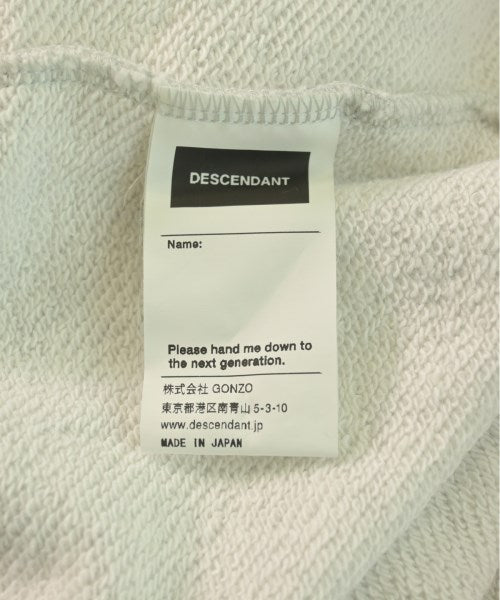 DESCENDANT
Name:
Please hand me down to
the next generation.
株式会社 GONZO
東京都港区南青山 5-3-10
www.descendant.jp
MADE IN JAPAN